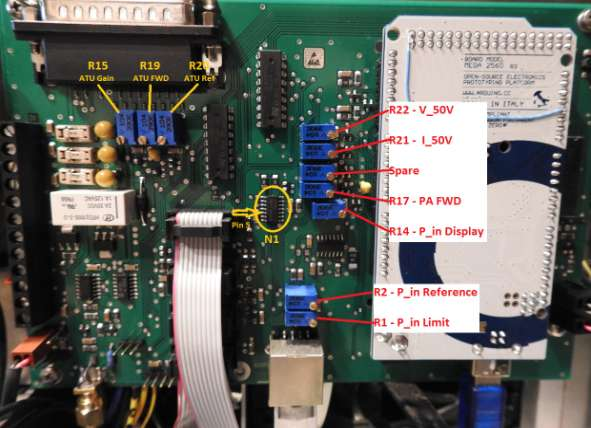 R15
ATU Gain
R19
ATU FWD
ATU Ref
BOARD MODEL
MEGA 2560 R3
OPEN-SOURCE ELECTRONICS
PROTOTYPING PLATFORM
WWW.ARDUINO.CC
IN ITALY
R22 - V_50V
R21 - I_50V
Spare
R17 - PA FWD
R14 - P_in Display
Pin 5
N1
R2 - P_in Reference
R1 - P_in Limit